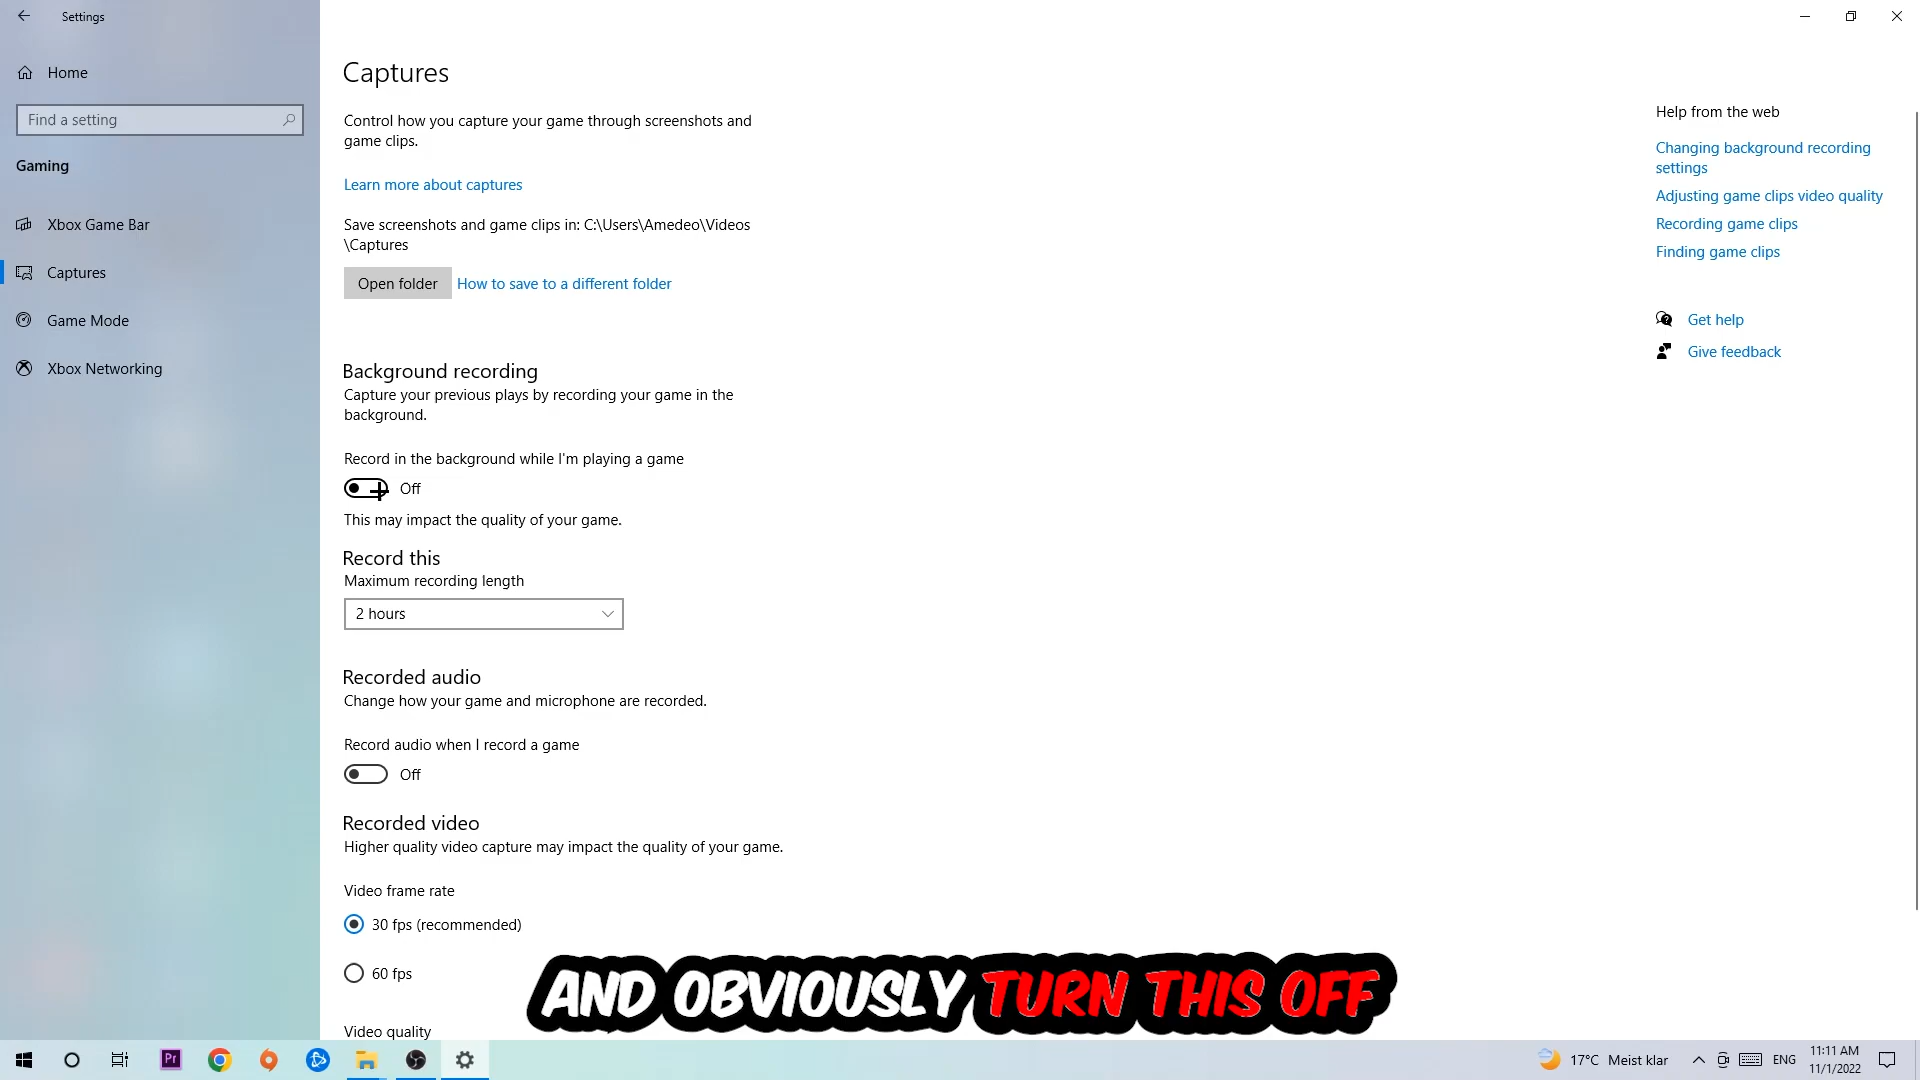 Settings
Home
Find a setting
Gaming
Xbox Game Bar
Captures
Game Mode
Xbox Networking
Captures
Control how you capture your game through screenshots and
game clips.
Learn more about captures
Save screenshots and game clips in: C:\Users\Amedeo\Videos
\Captures
Open folder
How to save to a different folder
Background recording
Capture your previous plays by recording your game in the
background.
Record in the background while I'm playing a game
Off
This may impact the quality of your game.
Record this
Maximum recording length
2 hours
Recorded audio
Change how your game and microphone are recorded.
Record audio when I record a game
Off
Recorded video
Higher quality video capture may impact the quality of your game.
Video frame rate
30 fps (recommended)
60 fps
Video quality
Help from the web
Changing background recording
settings
Adjusting game clips video quality
Recording game clips
Finding game clips
Get help
Give feedback
AND OBVIOUSLY TURN THIS OFF
Pr
17°C Meist klar
ENG
11:11 AM
11/1/2022